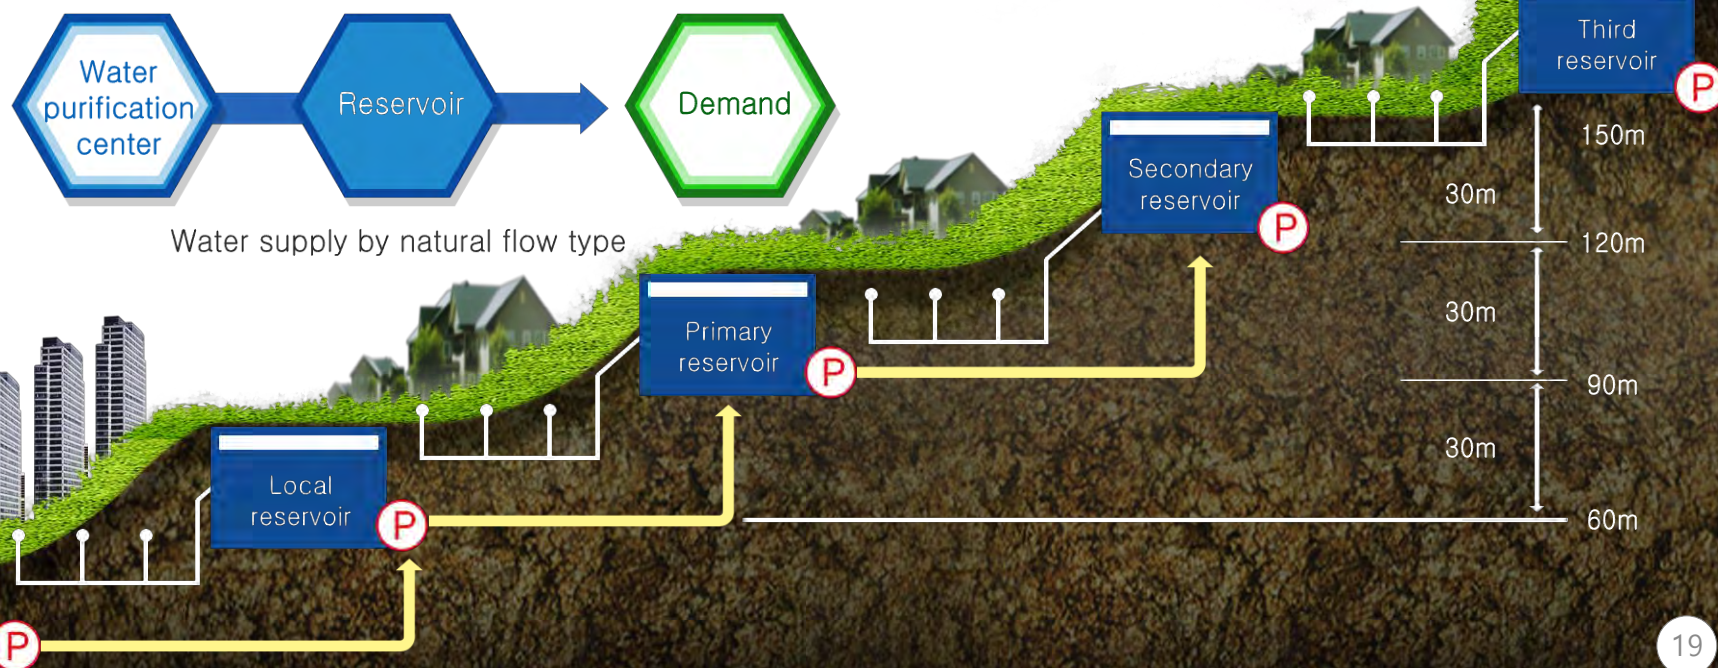 Water
purification
center
Reservoir
Demand
Water supply by natural flow type
Third
reservoir
P
150m
Secondary
reservoir
P
30m
120m
30m
Primary
reservoir
P
90m
30m
Local
reservoir
P
60m
P
19